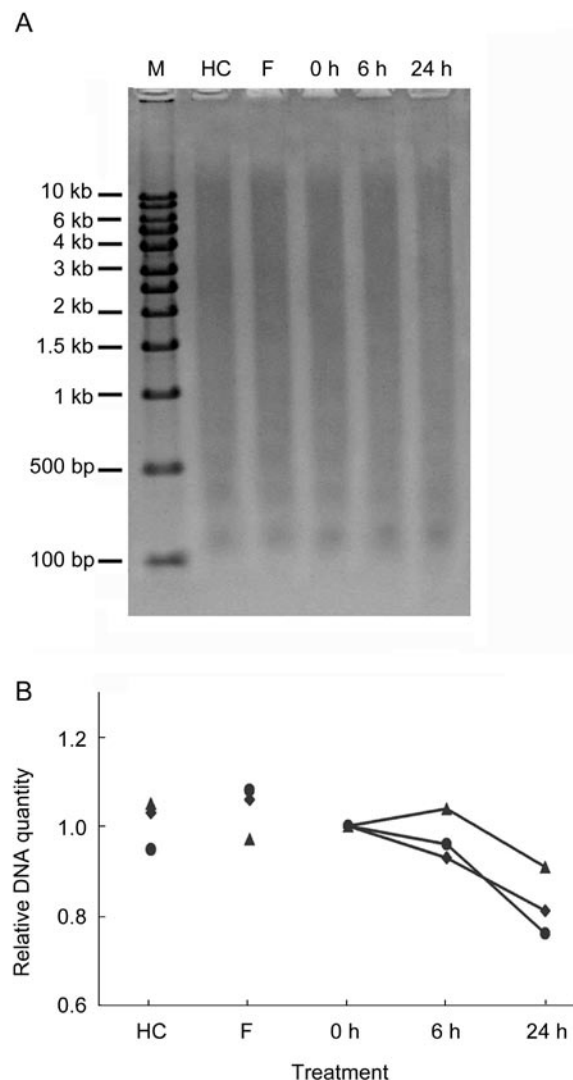 A
M HC F 0 h 6 h 24 h
10 kb
6 kb
4 kb
3 kb
2 kb
1.5 kb
1 kb
500 bp
100 bp
B
Relative DNA quantity
1.2
1.0
0.8
0.6
HC F 0 h 6 h 24 h
Treatment